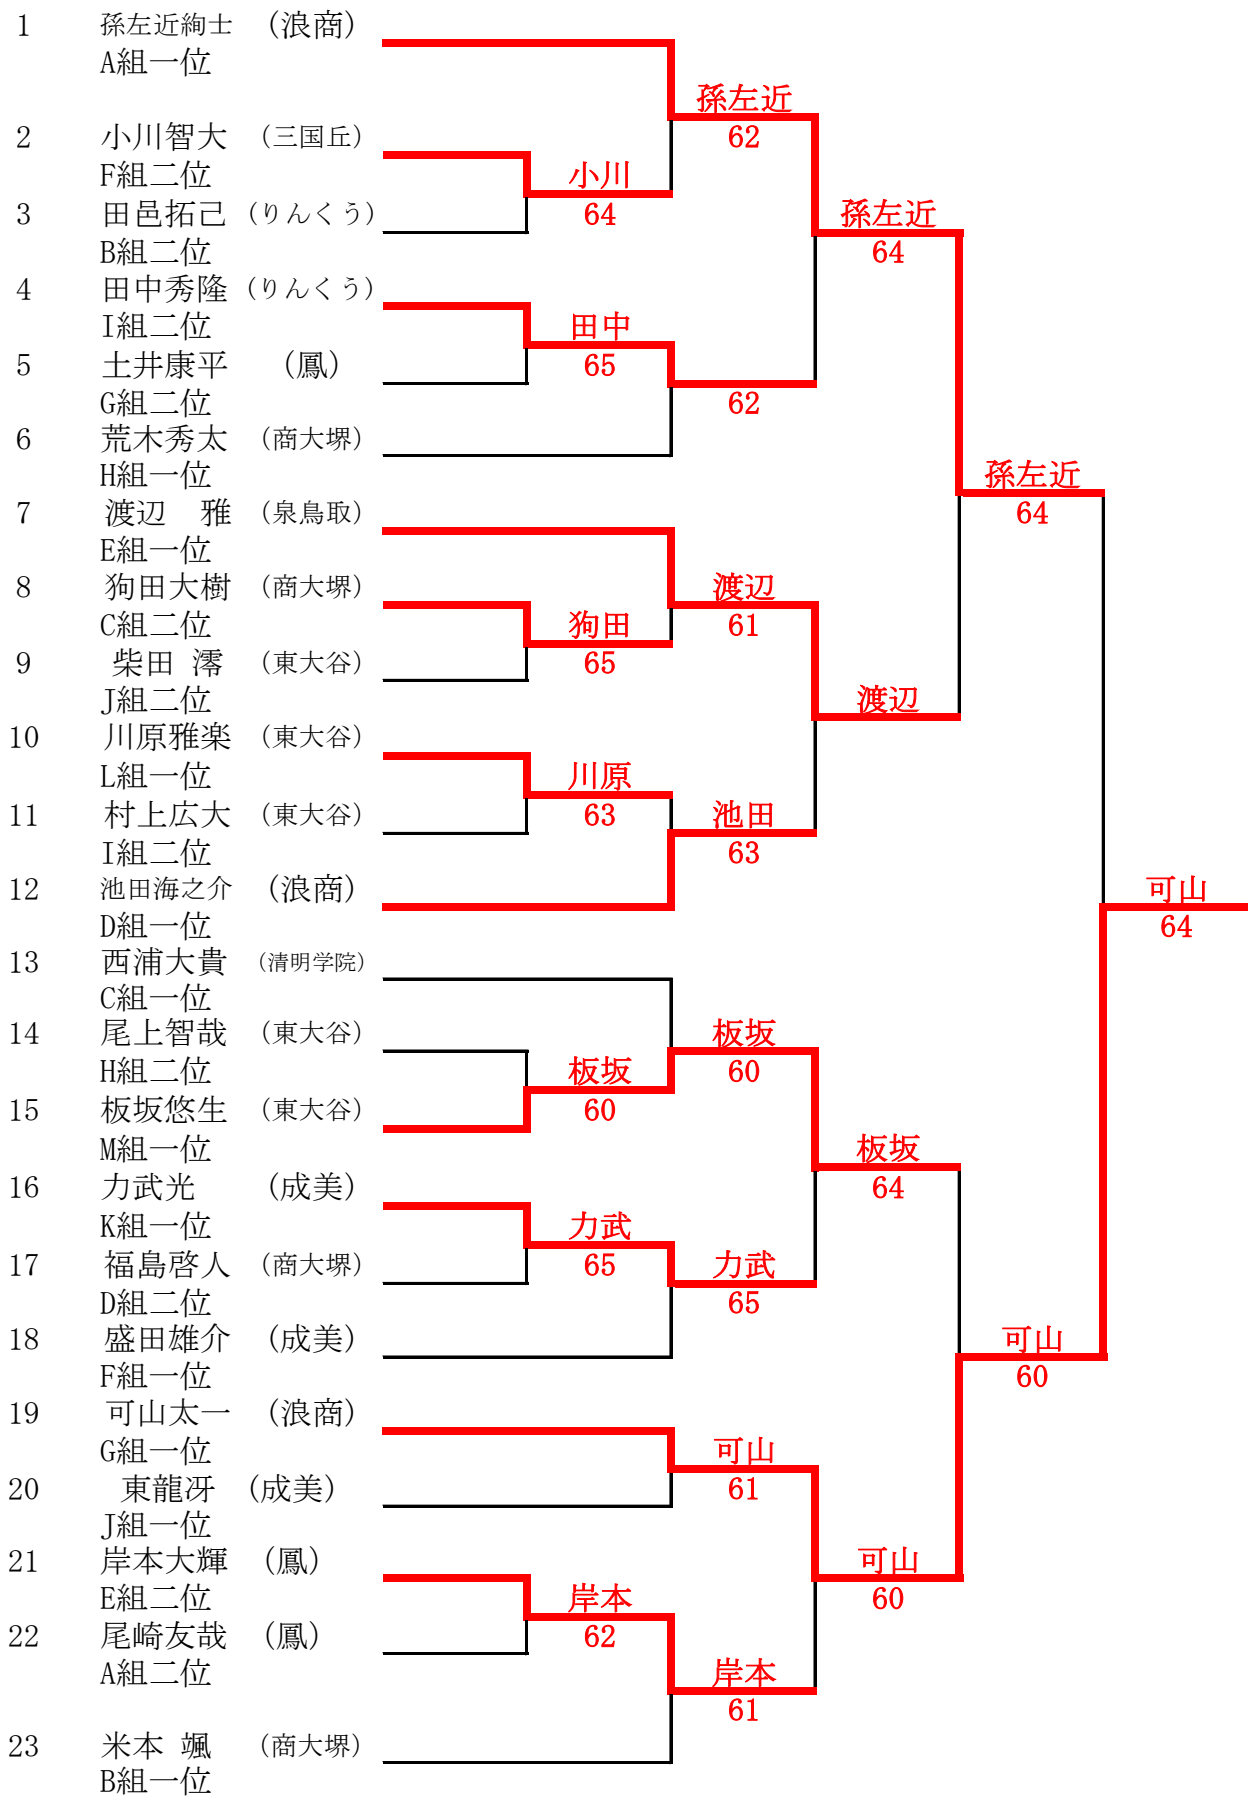 1 孫左近絢士 (浪商)
A組一位
孫左近
62
2 小川智大 (三国丘)
F組二位
小川
64
3 田邑拓己 (りんくう)
B組二位
孫左近
64
4 田中秀隆 (りんくう)
I組二位
田中
65
5 土井康平 (鳳)
G組二位
62
6 荒木秀太 (商大堺)
H組一位
孫左近
64
7 渡辺 雅 (泉鳥取)
E組一位
8 狗田大樹 (商大堺)
C組二位
渡辺
61
狗田
65
9 柴田 澪 (東大谷)
J組二位
渡辺
10 川原雅楽 (東大谷)
L組一位
川原
63
11 村上広大 (東大谷)
I組二位
池田
63
12 池田海之介 (浪商)
D組一位
可山
64
13 西浦大貴 (清明学院)
C組一位
14 尾上智哉 (東大谷)
H組二位
板坂
60
板坂
60
15 板坂悠生 (東大谷)
M組一位
板坂
64
16 力武光 (成美)
K組一位
力武
65
17 福島啓人 (商大堺)
D組二位
力武
65
18 盛田雄介 (成美)
F組一位
可山
60
19 可山太一 (浪商)
G組一位
可山
61
20 東龍冴 (成美)
J組一位
21 岸本大輝 (鳳)
E組二位
可山
60
岸本
62
22 尾崎友哉 (鳳)
A組二位
岸本
61
23 米本 颯 (商大堺)
B組一位